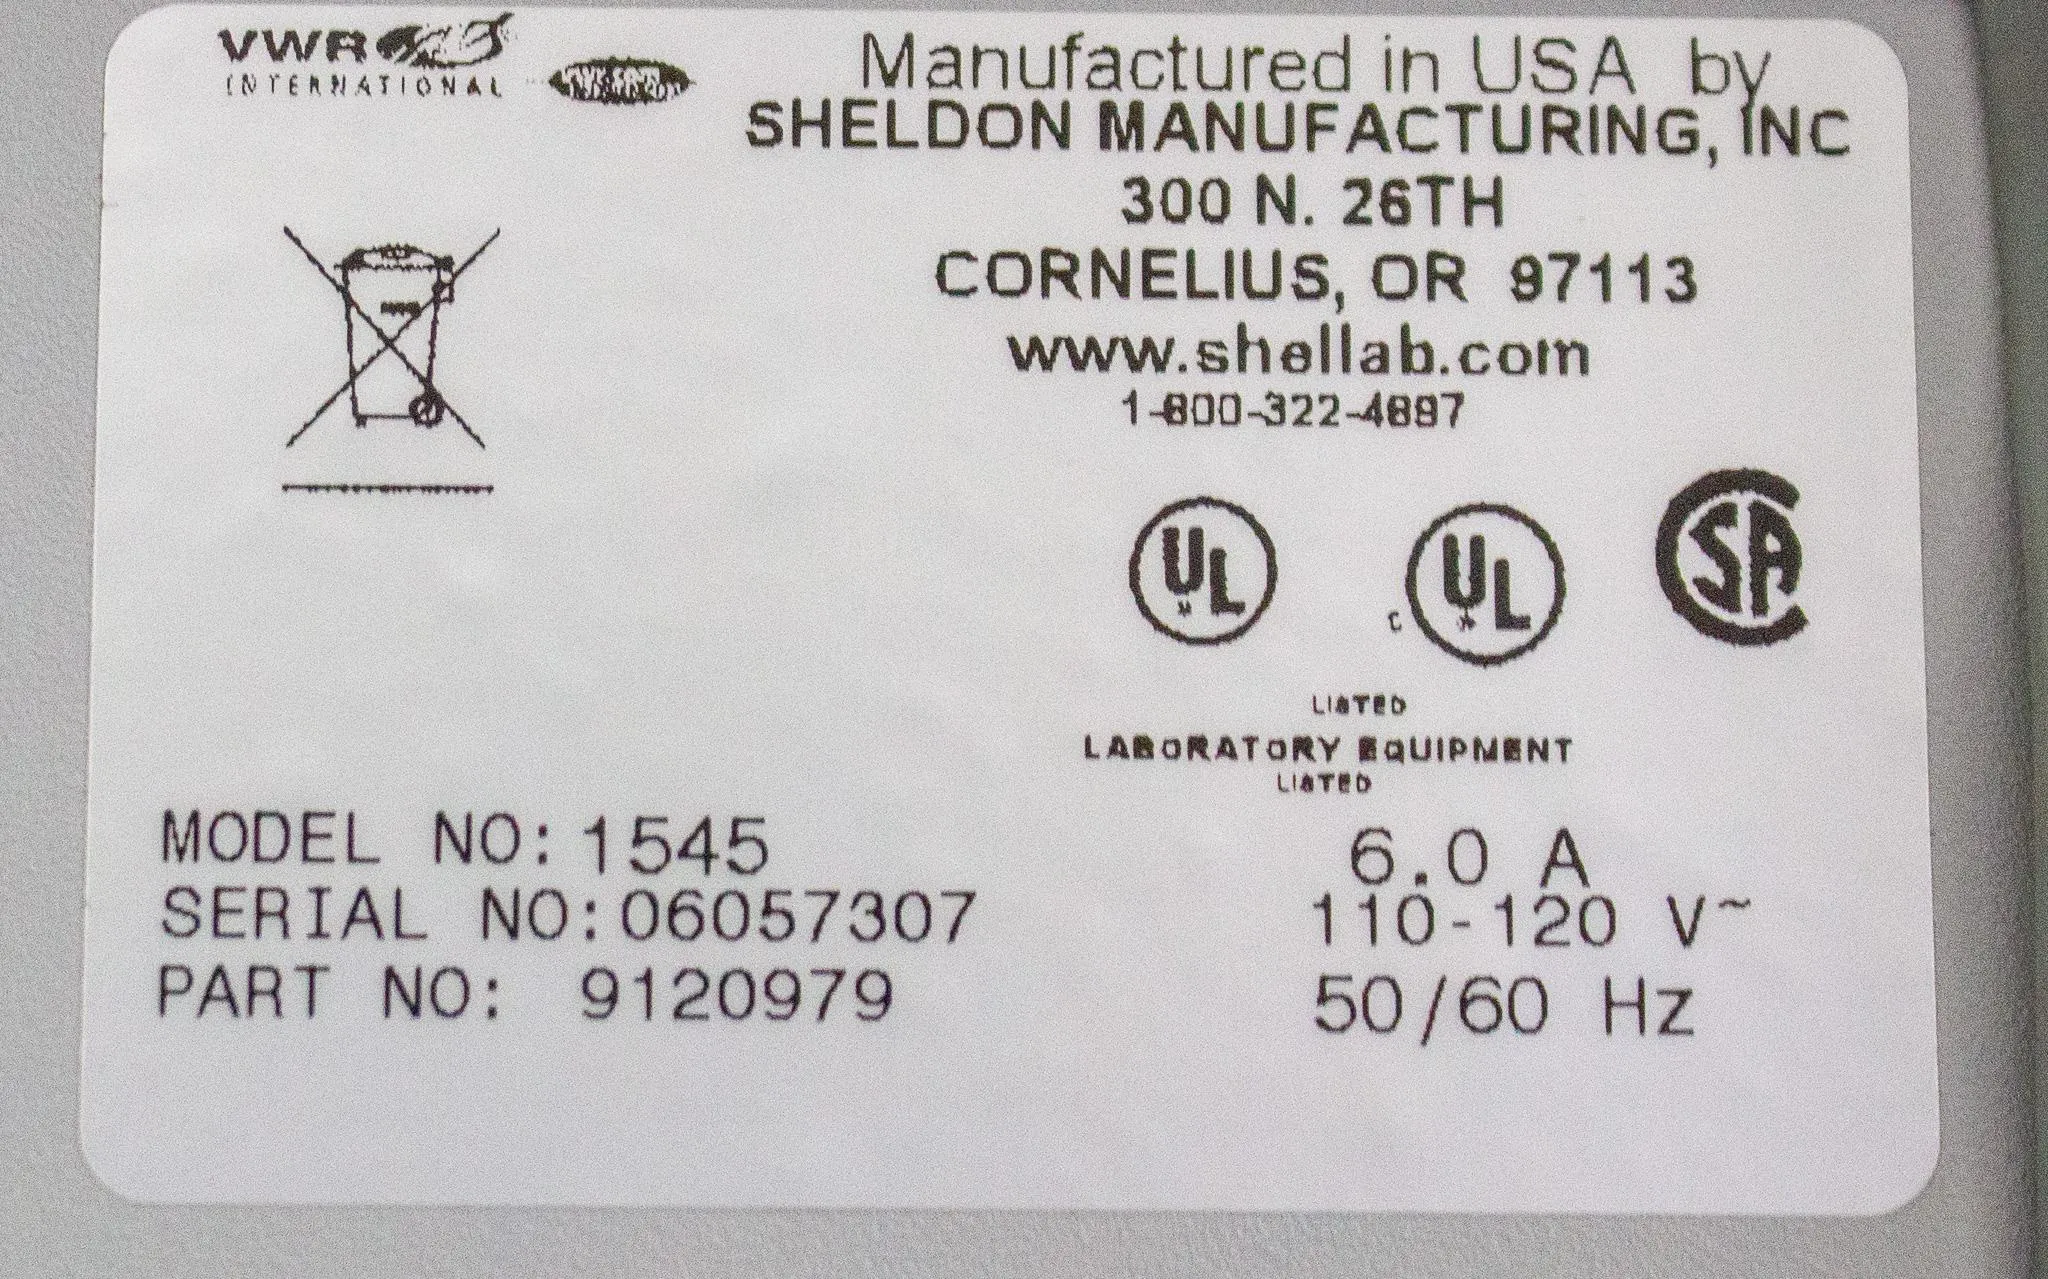 VWR
INTERNATIONAL
Manufactured in USA by
SHELDON MANUFACTURING, INC
300 N. 26TH
CORNELIUS, OR 97113
www.shellab.com
1-800-322-4897
UL
C UL
CSA
LISTED
LABORATORY EQUIPMENT
LISTED
MODEL NO: 1545
SERIAL NO: 06057307
PART NO: 9120979
6.0 A
110-120 V~
50/60 Hz